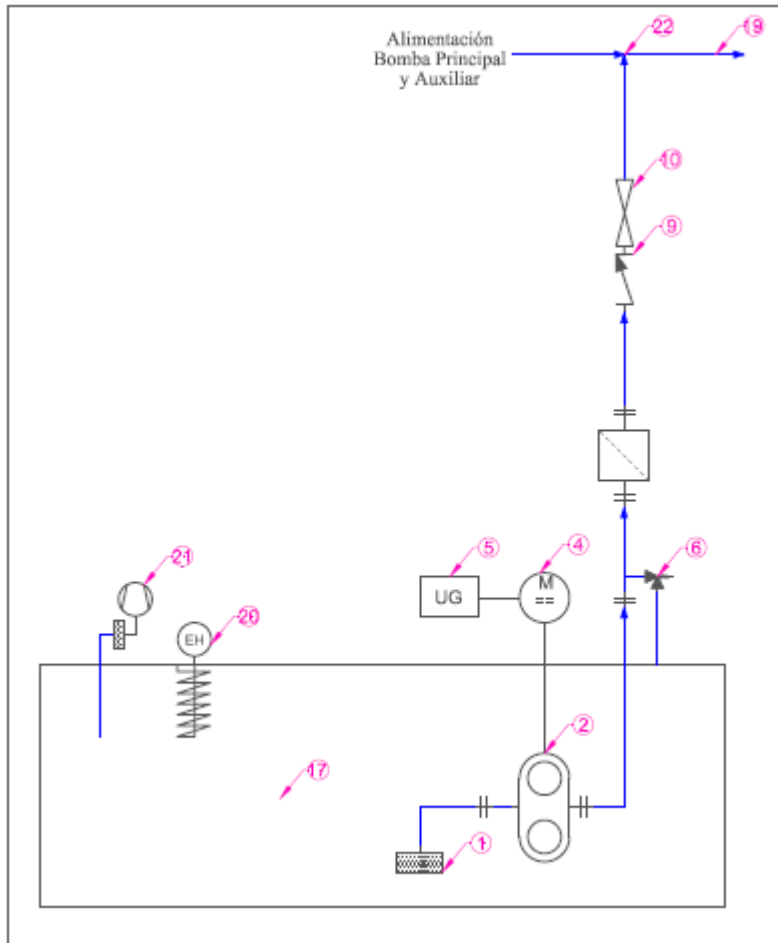 Alimentación
Bomba Principal
y Auxiliar
22
19
10
9
6
5
4
UG
M
==
21
20
EH
2
17
1